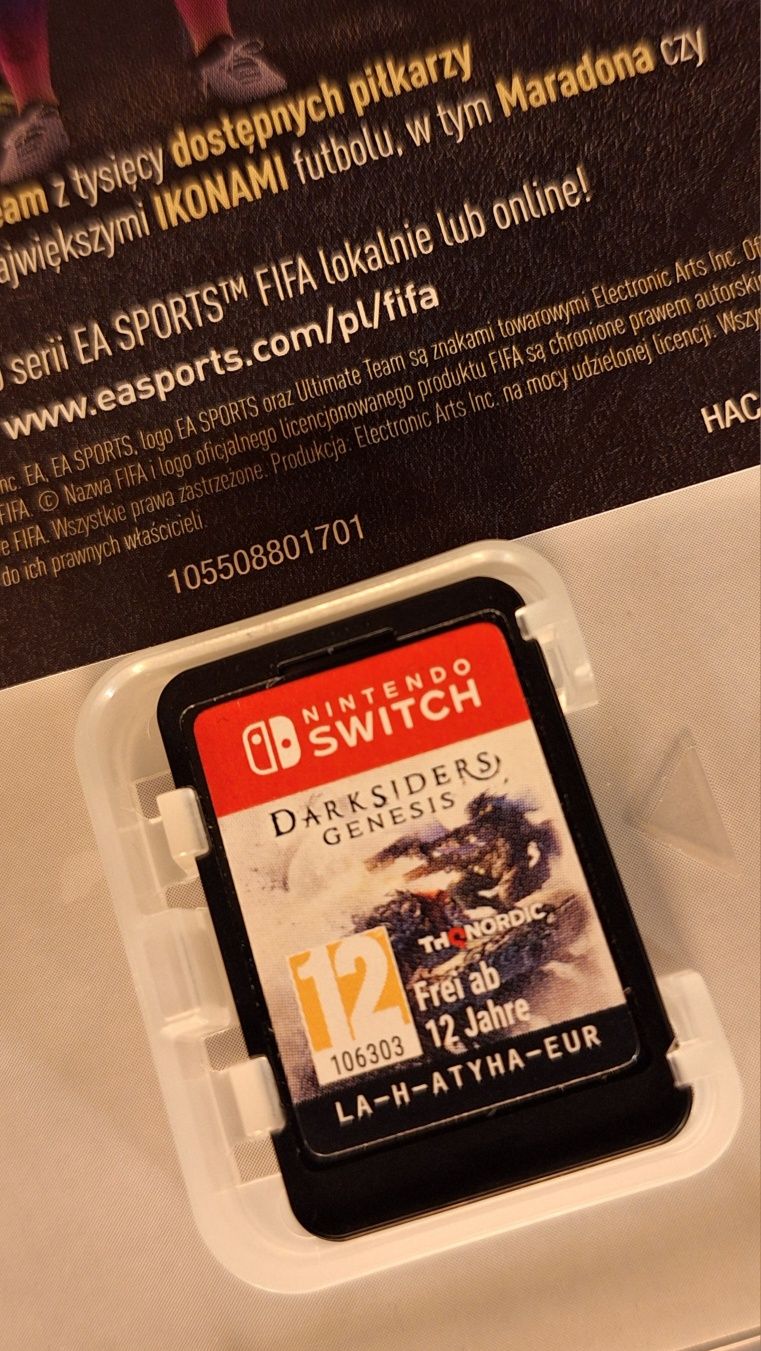 eam z tysięcy dostępnych piłkarzy
ajwiększymi IKONAMI futbolu, w tym Maradona czy
serii EA SPORTS™ FIFA lokalnie lub online!
www.easports.com/pl/fifa
nc. EA, EA SPORTS, logo EA SPORTS oraz Ultimate Team są znakami towarowymi Electronic Arts Inc. Of
FIFA. © Nazwa FIFA i logo oficjalnego licencjonowanego produktu FIFA są chronione prawem autorski
e FIFA. Wszystkie prawa zastrzeżone. Produkcja: Electronic Arts Inc. na mocy udzielonej licencji. Wszy
do ich prawnych właścicieli.
HAC
105508801701
NINTENDO
SWITCH
DARKSIDERS
GENESIS
THQ NORDIC
12
Frei ab
12 Jahre
106303
LA-H-ATYHA-EUR